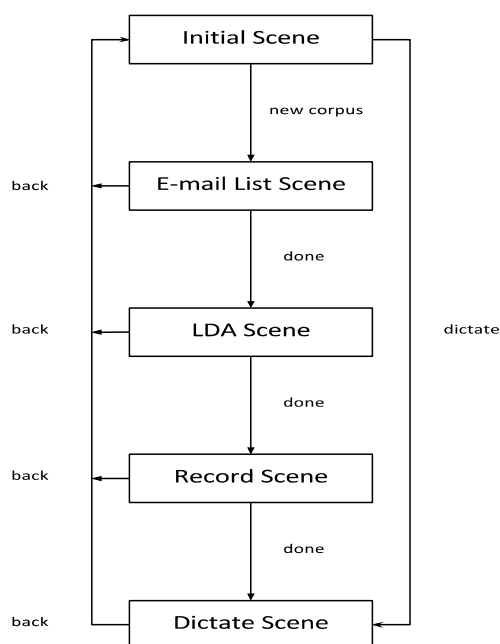 Initial Scene
new corpus
back
E-mail List Scene
done
back
LDA Scene
dictate
done
back
Record Scene
done
back
Dictate Scene